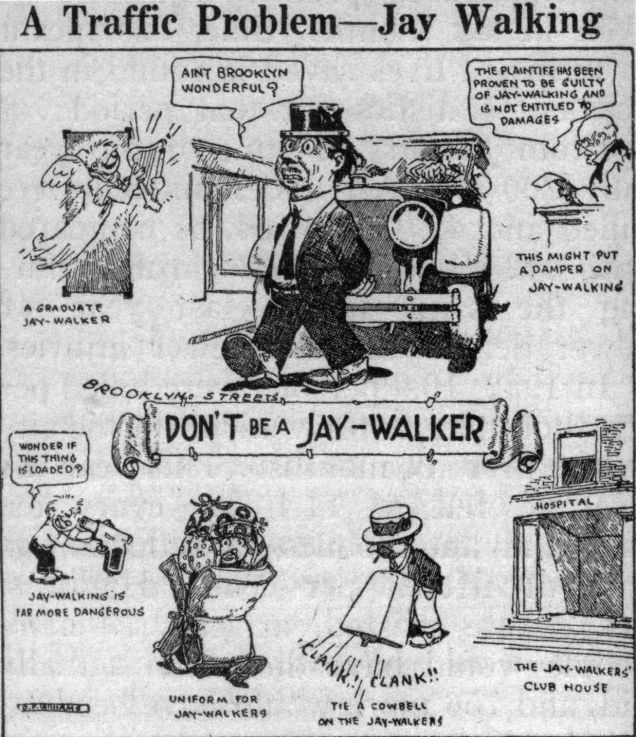 A Traffic Problem—Jay Walking
AINT BROOKLYN
WONDERFUL?
THE PLAINTIFF HAS BEEN
PROVEN TO BE GUILTY
OF JAY-WALKING AND
IS NOT ENTITLED TO
DAMAGES
A GRADUATE
JAY-WALKER
THIS MIGHT PUT
A DAMPER ON
JAY-WALKING
BROOKLYN STREETS
DON'T BE A JAY-WALKER
WONDER IF
THIS THING
IS LOADED?
JAY-WALKING IS
FAR MORE DANGEROUS
UNIFORM FOR
JAY-WALKERS
CLANK! CLANK!!
TIE A COWBELL
ON THE JAY-WALKERS
HOSPITAL
THE JAY-WALKERS'
CLUB HOUSE
O.P. WILLIAMS